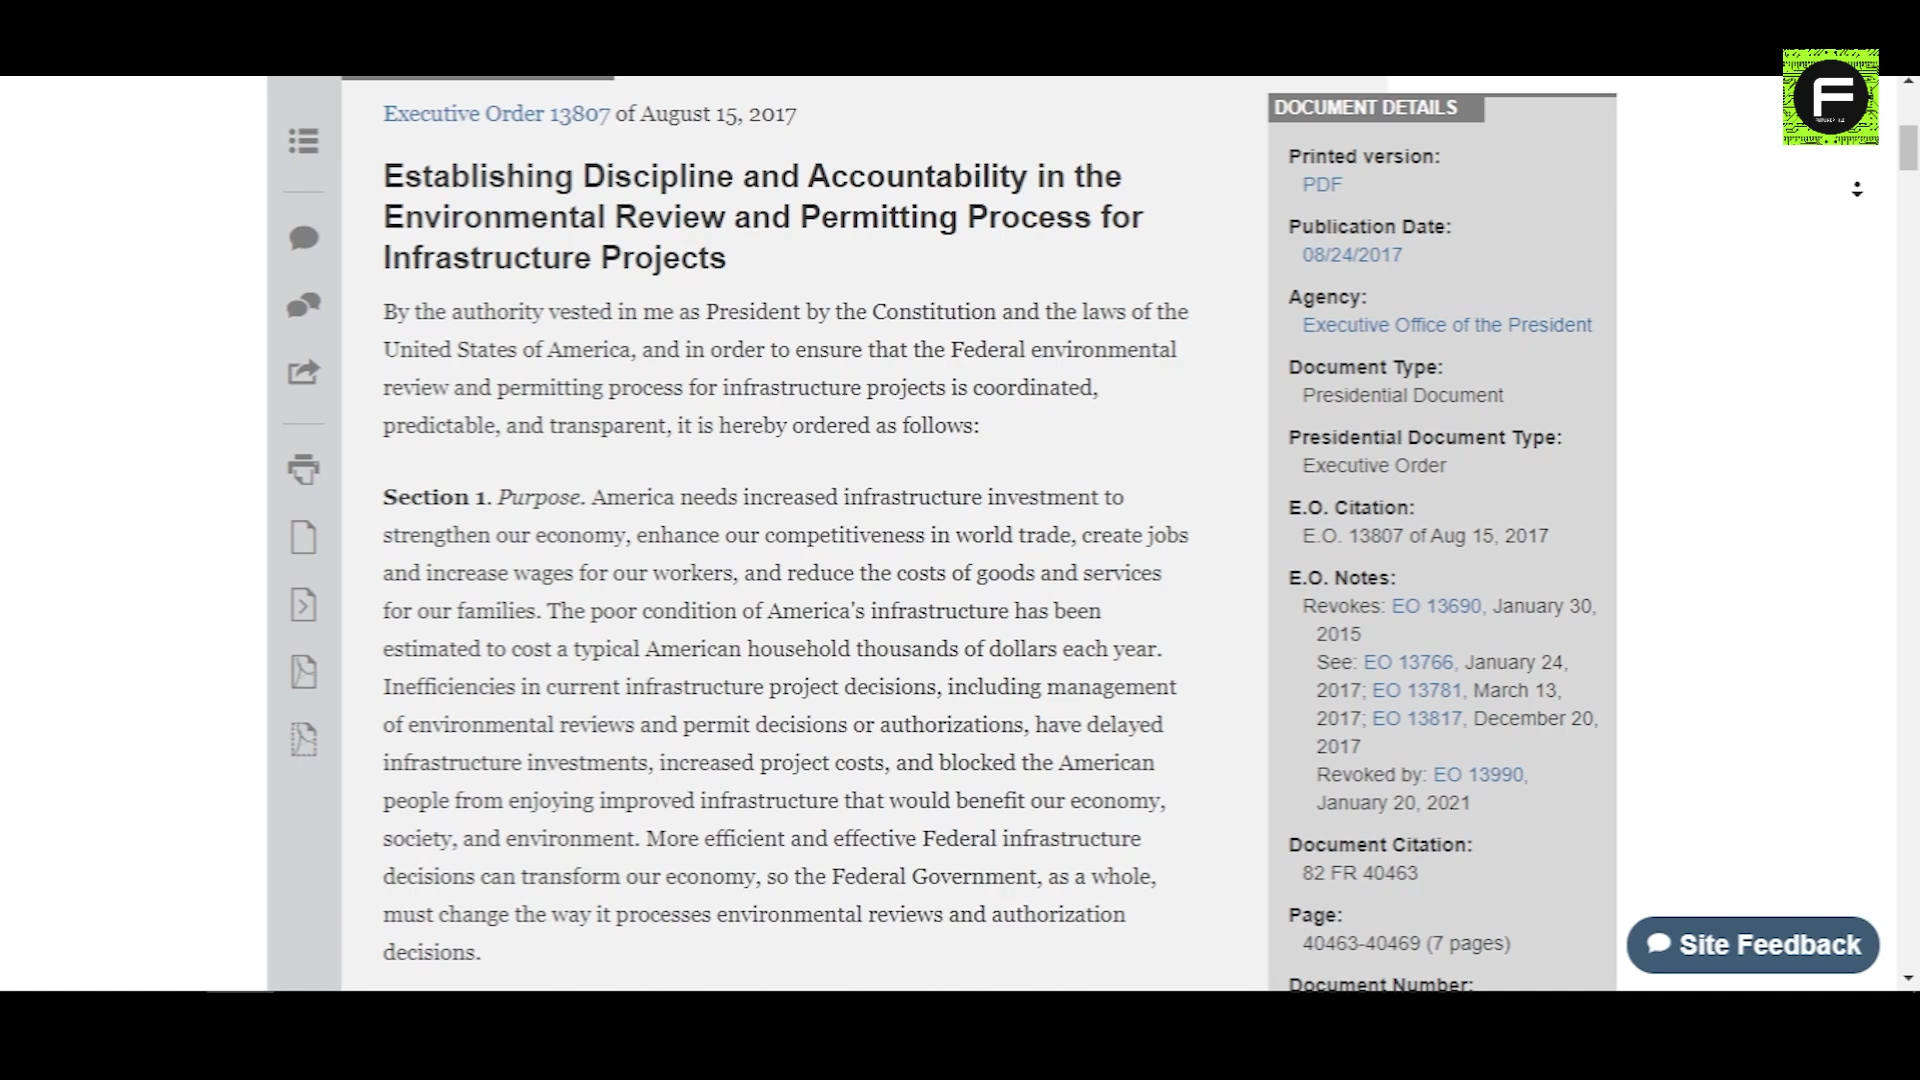 Executive Order 13807 of August 15, 2017
Establishing Discipline and Accountability in the
Environmental Review and Permitting Process for
Infrastructure Projects
By the authority vested in me as President by the Constitution and the laws of the
United States of America, and in order to ensure that the Federal environmental
review and permitting process for infrastructure projects is coordinated,
predictable, and transparent, it is hereby ordered as follows:
Section 1. Purpose. America needs increased infrastructure investment to
strengthen our economy, enhance our competitiveness in world trade, create jobs
and increase wages for our workers, and reduce the costs of goods and services
for our families. The poor condition of America's infrastructure has been
estimated to cost a typical American household thousands of dollars each year.
Inefficiencies in current infrastructure project decisions, including management
of environmental reviews and permit decisions or authorizations, have delayed
infrastructure investments, increased project costs, and blocked the American
people from enjoying improved infrastructure that would benefit our economy,
society, and environment. More efficient and effective Federal infrastructure
decisions can transform our economy, so the Federal Government, as a whole,
must change the way it processes environmental reviews and authorization
decisions.
DOCUMENT DETAILS
Printed version:
PDF
Publication Date:
08/24/2017
Agency:
Executive Office of the President
Document Type:
Presidential Document
Presidential Document Type:
Executive Order
E.O. Citation:
E.O. 13807 of Aug 15, 2017
E.O. Notes:
Revokes: EO 13690, January 30,
2015
See: EO 13766, January 24,
2017; EO 13781, March 13,
2017; EO 13817, December 20,
2017
Revoked by: EO 13990,
January 20, 2021
Document Citation:
82 FR 40463
Page:
40463-40469 (7 pages)
Document Number:
F
Site Feedback